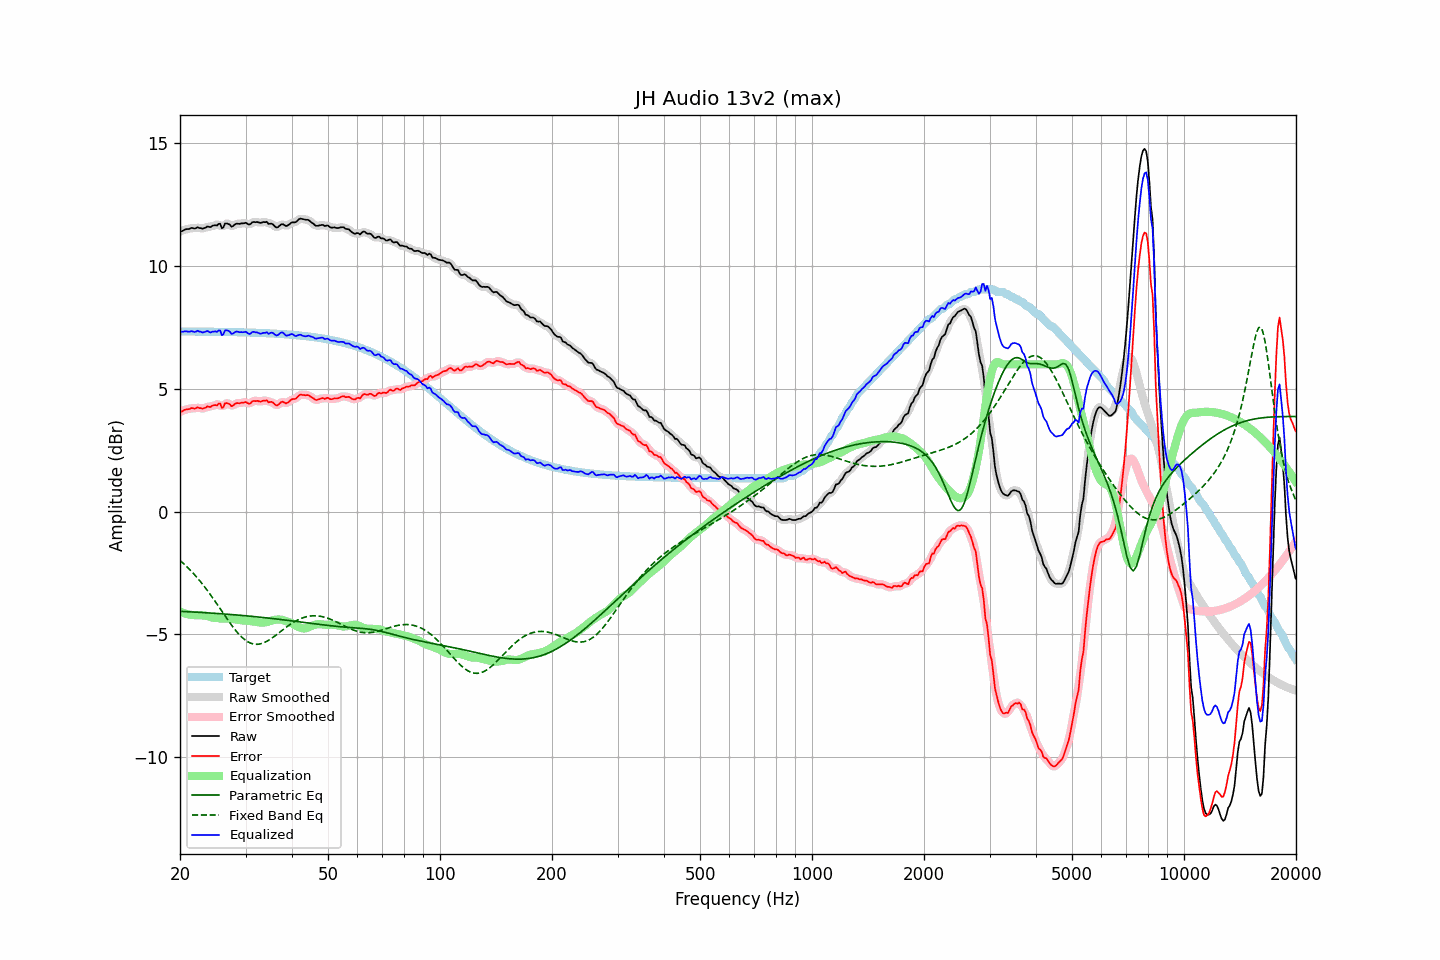 JH Audio 13v2 (max)
15
10
5
0
−5
−10
Amplitude (dBr)
Target
Raw Smoothed
Error Smoothed
Raw
Error
Equalization
Parametric Eq
Fixed Band Eq
Equalized
20 50 100 200 500 1000 2000 5000 10000 20000
Frequency (Hz)